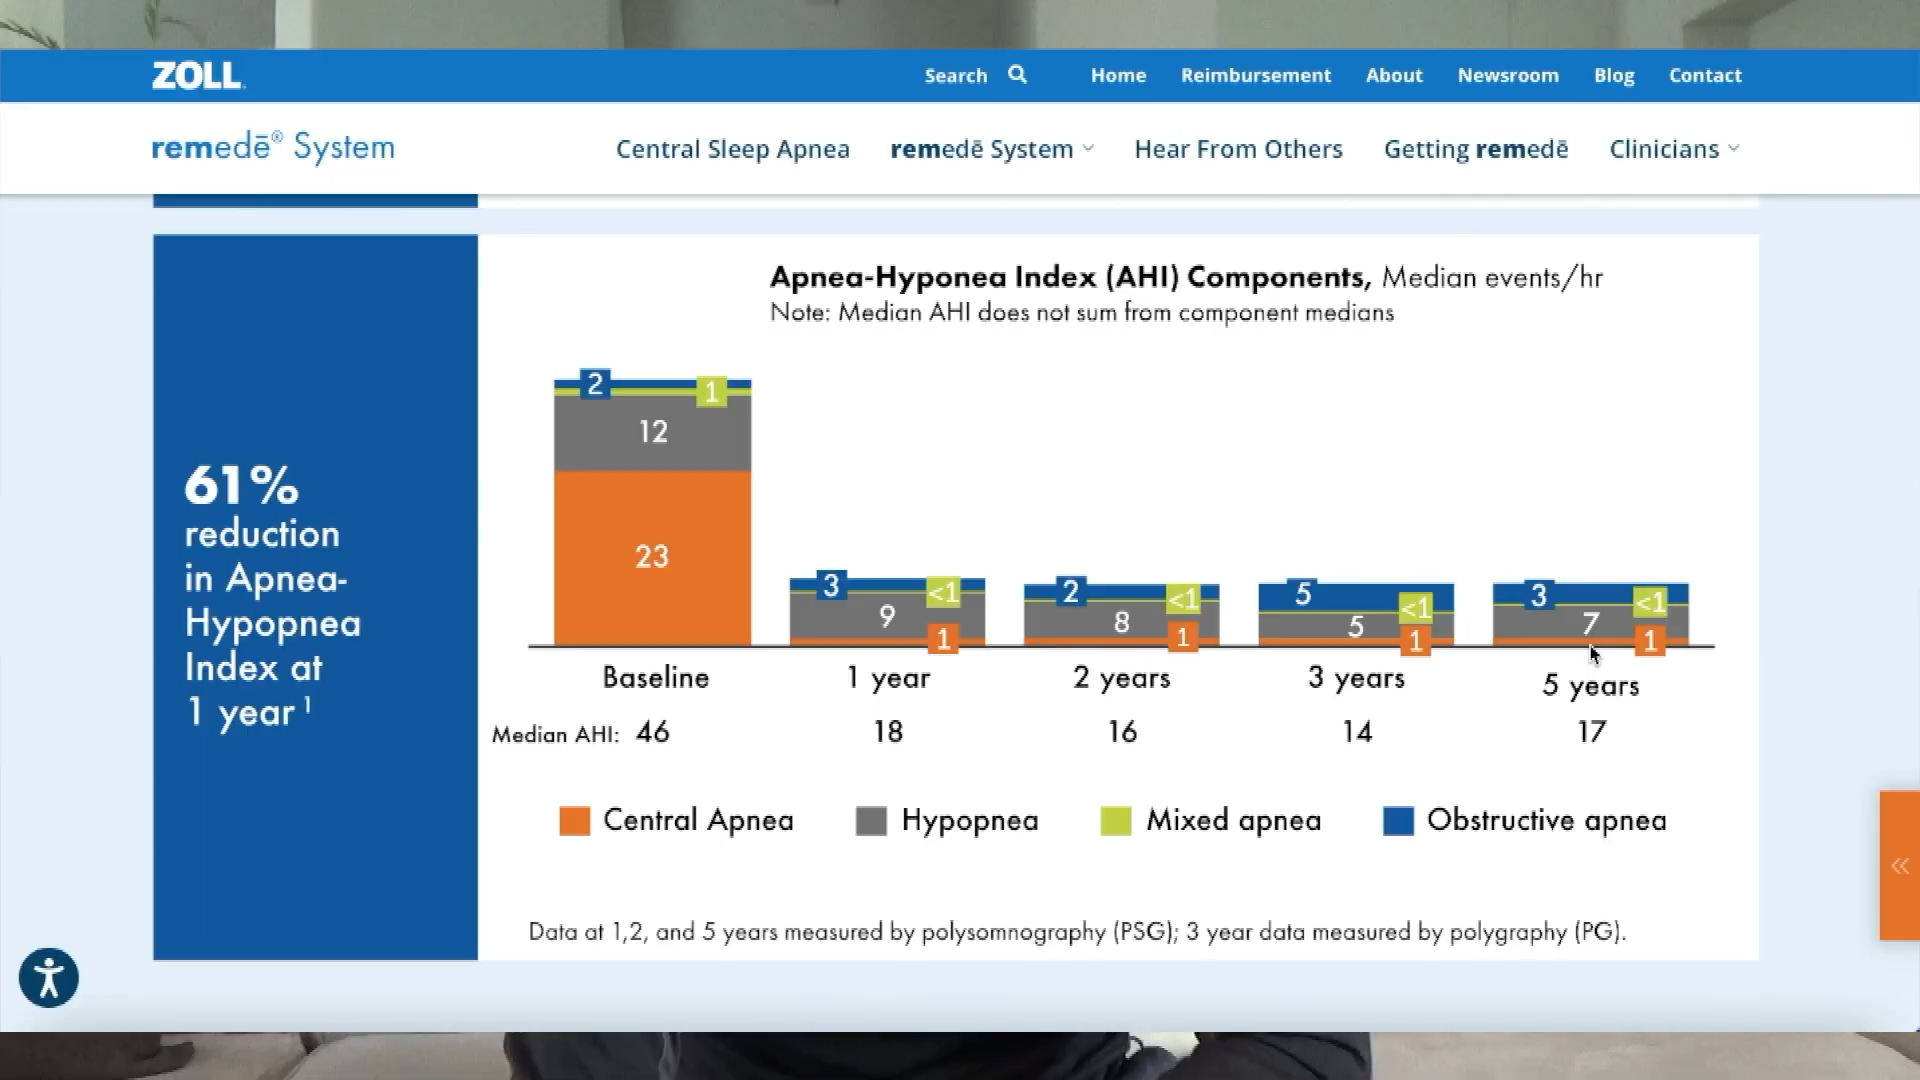 ZOLL
Search Home Reimbursement About Newsroom Blog Contact
remedē® System
Central Sleep Apnea remedē System Hear From Others Getting remedē Clinicians
61%
reduction
in Apnea-
Hypopnea
Index at
1 year 1
Apnea-Hyponea Index (AHI) Components, Median events/hr
Note: Median AHI does not sum from component medians
2 1
12
23
3 <1
9
1
2 <1
8
1
5 <1
5
1
3 <1
7
1
Baseline 1 year 2 years 3 years 5 years
Median AHI: 46 18 16 14 17
Central Apnea Hypopnea Mixed apnea Obstructive apnea
Data at 1,2, and 5 years measured by polysomnography (PSG); 3 year data measured by polygraphy (PG).